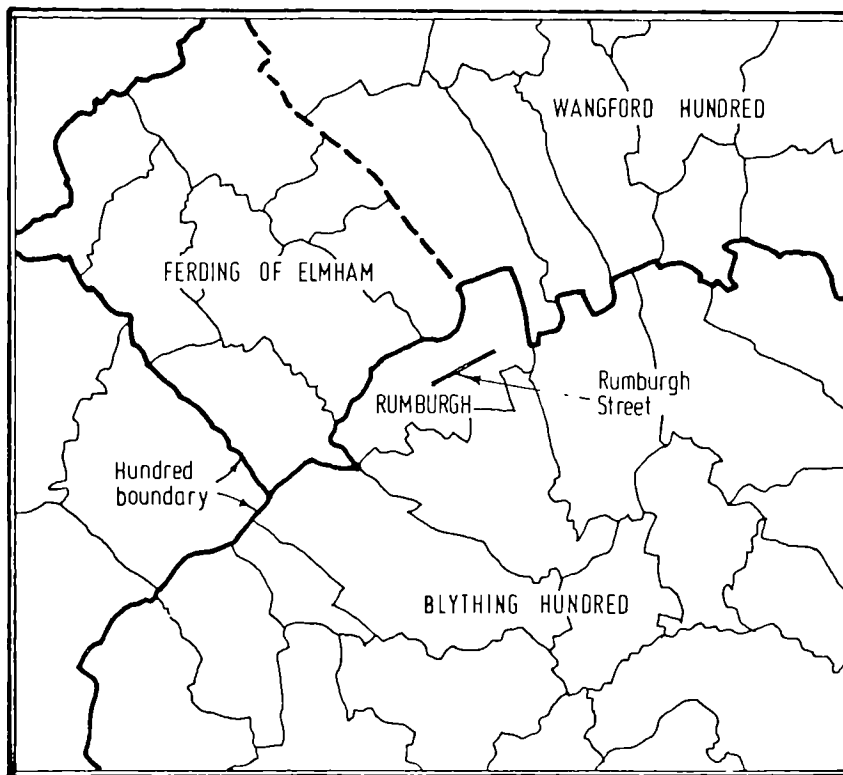 WANGFORD HUNDRED
FERDING OF ELMHAM
RUMBURGH
Rumburgh
Street
Hundred
boundary
BLYTHING HUNDRED